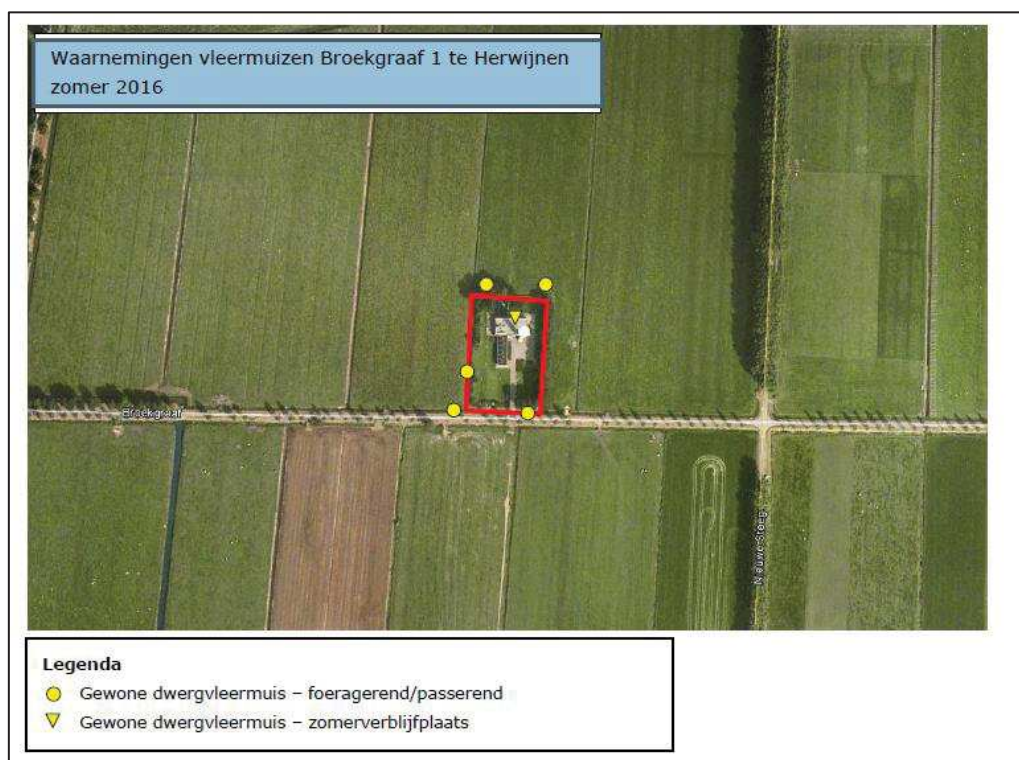 Waarnemingen vleermuizen Broekgraaf 1 te Herwijnen
zomer 2016
Broekgraaf
Nieuwe Steeg
Legenda
Gewone dwergvleermuis – foeragerend/passerend
Gewone dwergvleermuis – zomerverblijfplaats